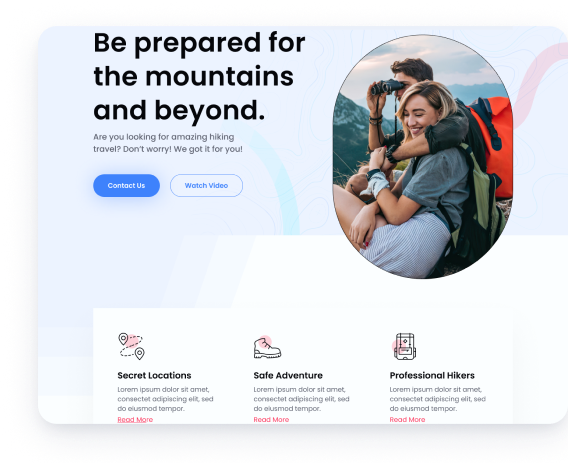 Be prepared for
the mountains
and beyond.
Are you looking for amazing hiking
travel? Don't worry! We got it for you!
Contact Us
Watch Video
Secret Locations
Lorem ipsum dolor sit amet,
consectet adipiscing elit, sed
do eiusmod tempor.
Read More
Safe Adventure
Lorem ipsum dolor sit amet,
consectet adipiscing elit, sed
do eiusmod tempor.
Read More
Professional Hikers
Lorem ipsum dolor sit amet,
consectet adipiscing elit, sed
do eiusmod tempor.
Read More